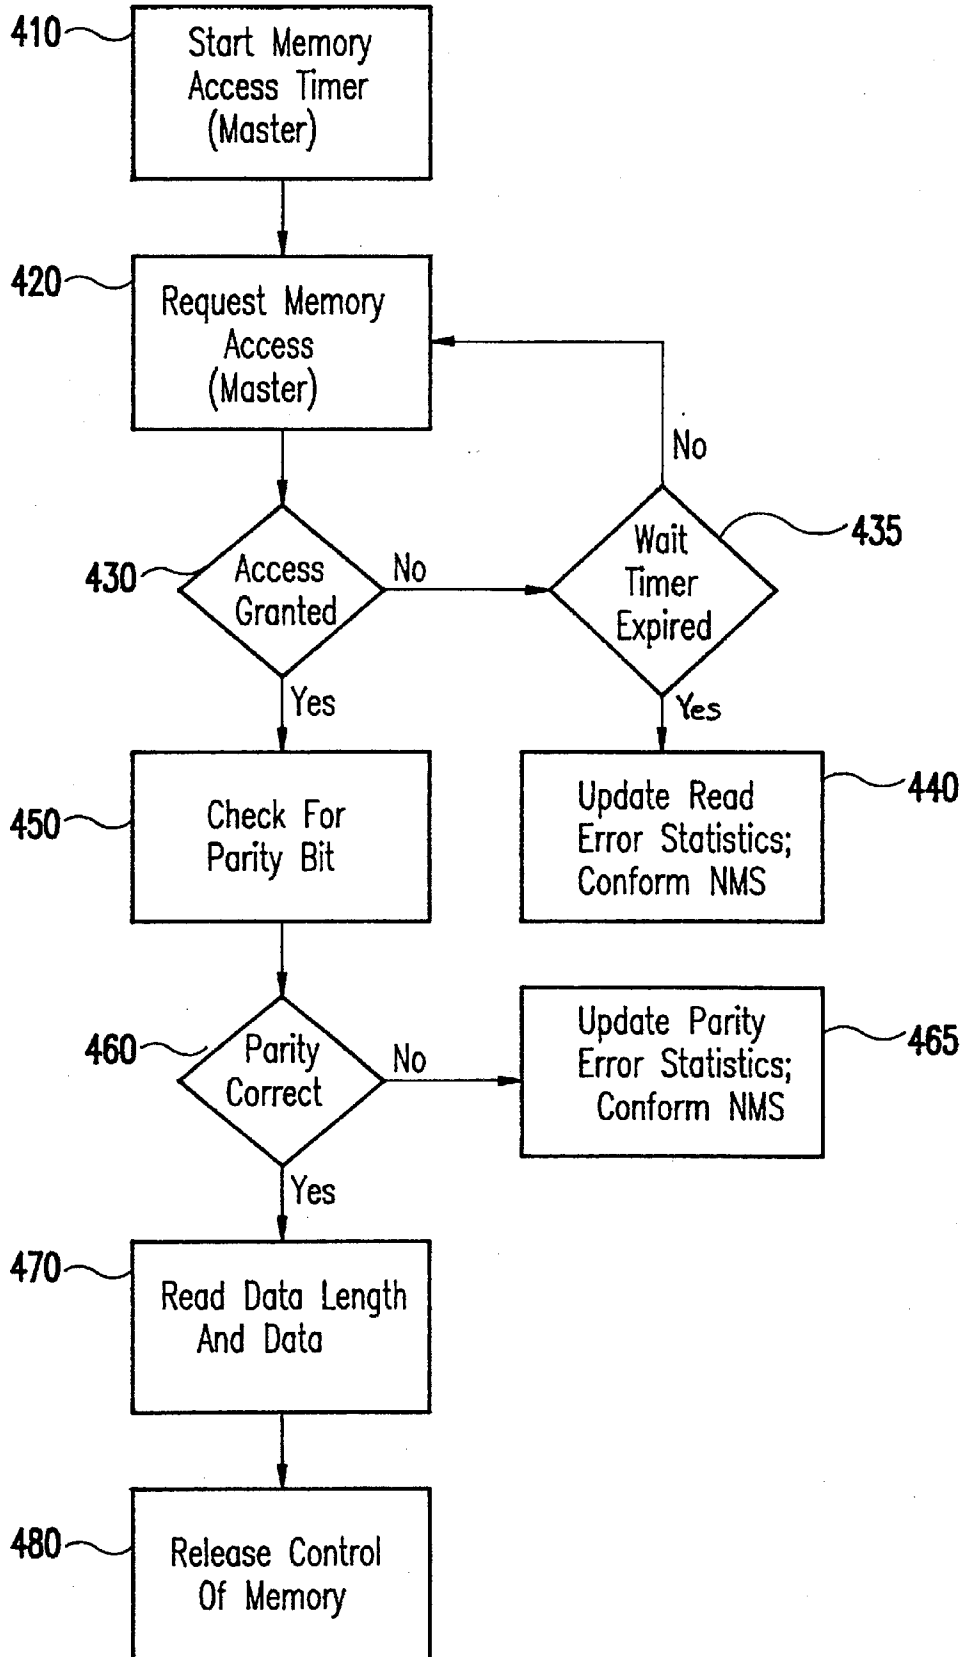 410
Start Memory
Access Timer
(Master)
420
Request Memory
Access
(Master)
No
430
Access
Granted
No
Wait
Timer
Expired
435
Yes
Yes
450
Check For
Parity Bit
Update Read
Error Statistics;
Conform NMS
440
460
Parity
Correct
No
Update Parity
Error Statistics;
Conform NMS
465
Yes
470
Read Data Length
And Data
480
Release Control
Of Memory